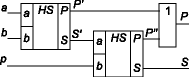 a a HS P P' 1 P
b b S S' a HS P P"
p b S S